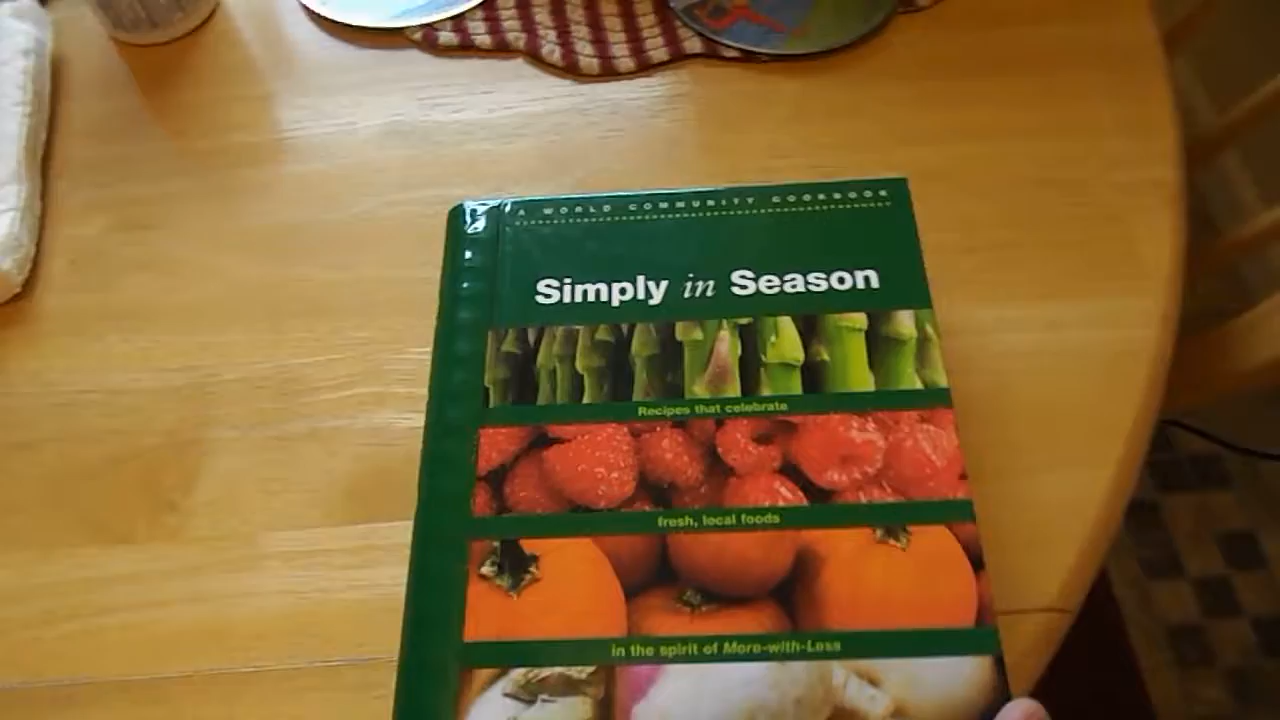 A WORLD COMMUNITY COOKBOOK
Simply in Season
Recipes that celebrate
fresh, local foods
in the spirit of More-with-Less